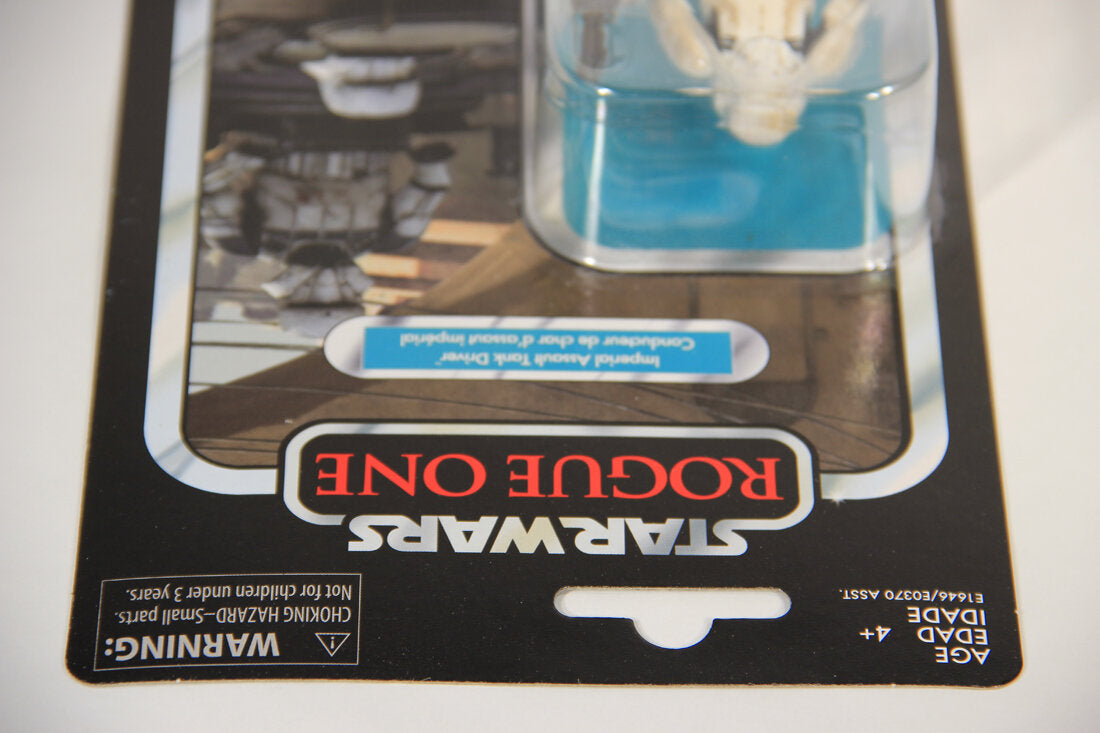 AGE
EDAD 4+
IDADE
E1646/E0370 ASST.
⚠ WARNING:
CHOKING HAZARD—Small parts.
Not for children under 3 years.
STAR WARS
ROGUE ONE
Imperial Assault Tank Driver™
Conducteur de char d'assaut impérial